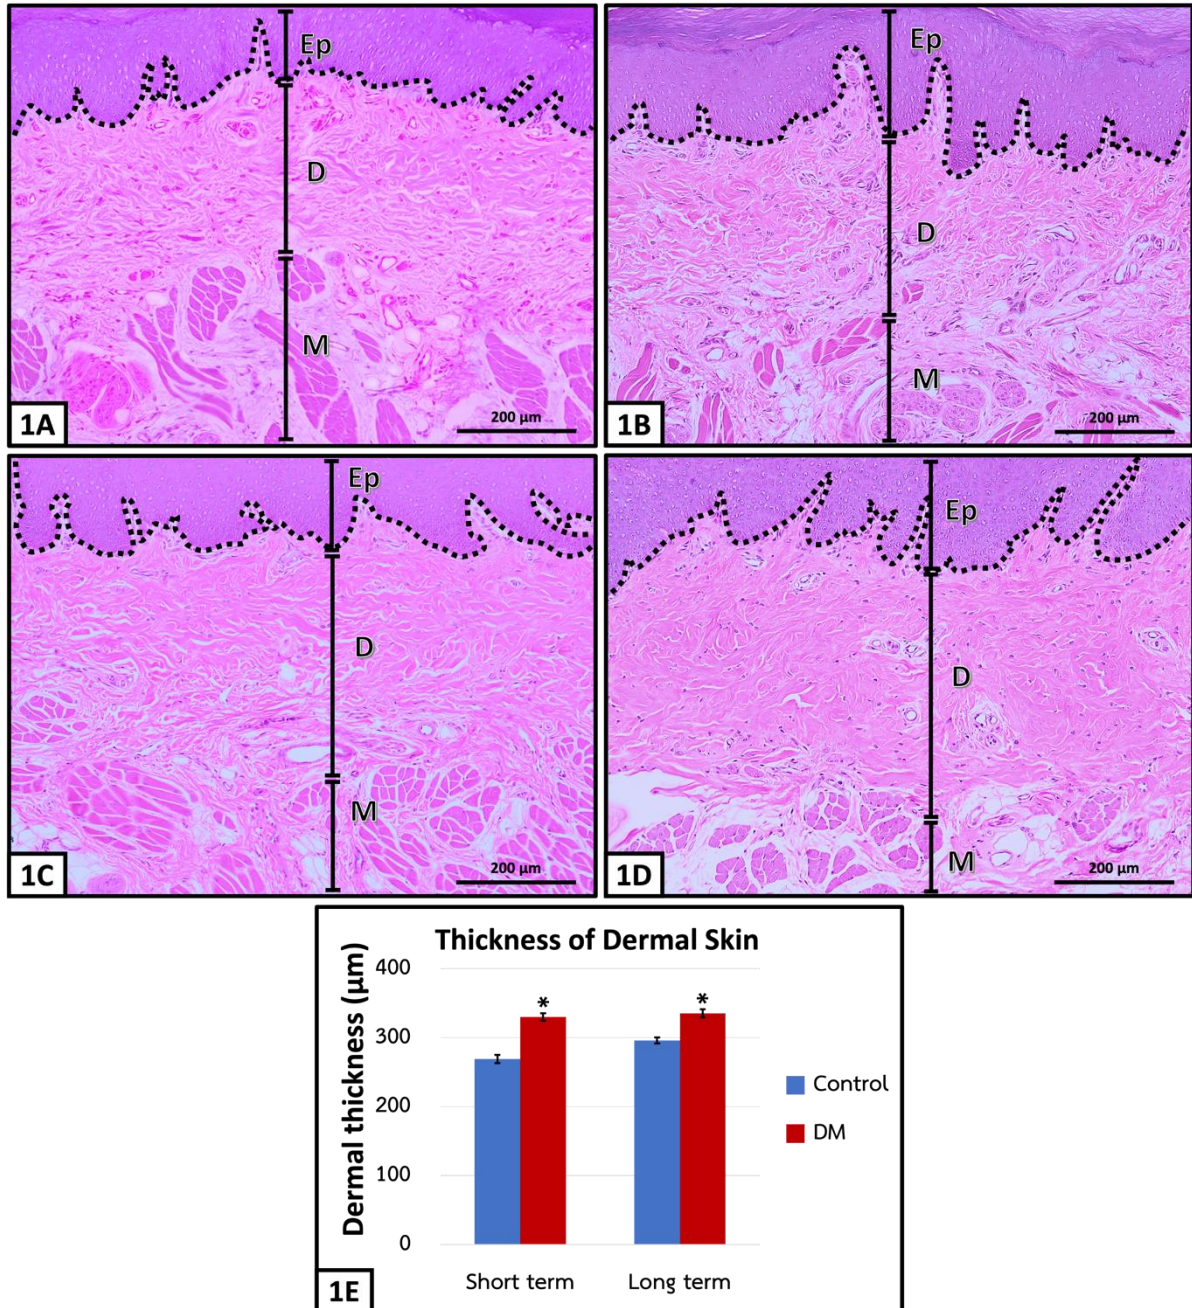 Ep
D
M
1A
200 µm
Ep
D
M
1B
200 µm
Ep
D
M
1C
200 µm
Ep
D
M
1D
200 µm
Thickness of Dermal Skin
Dermal thickness (µm)
400
300
200
100
0
*
*
Short term
Long term
Control
DM
1E